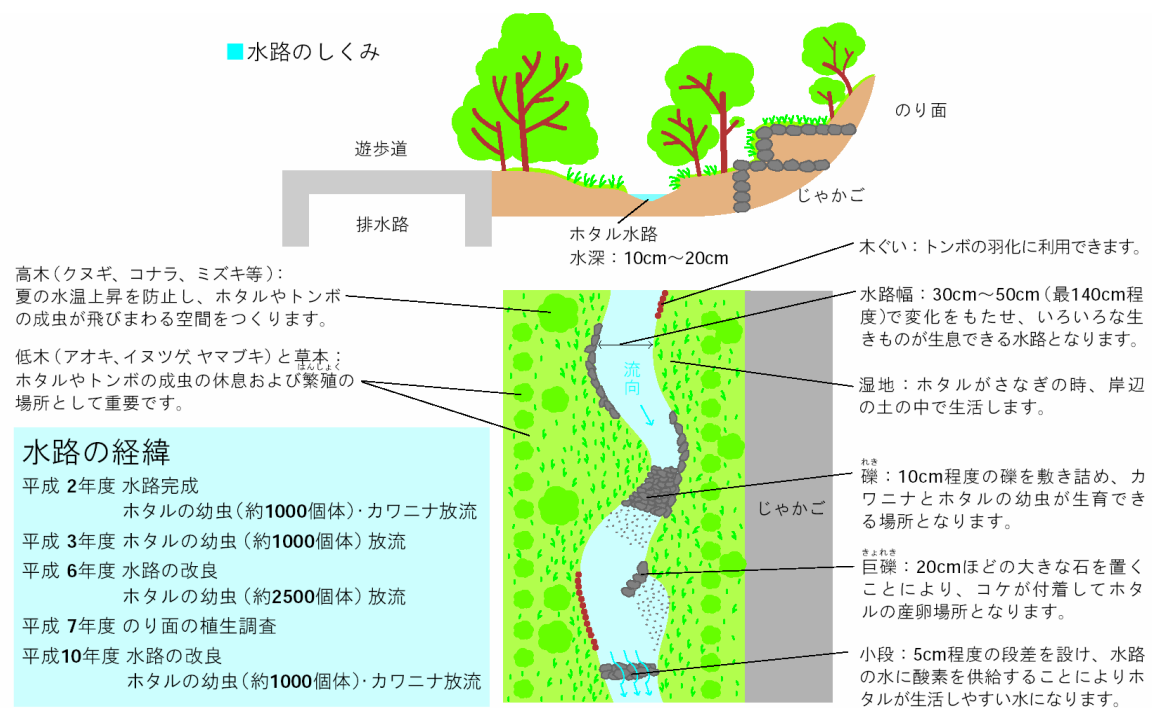 ■水路のしくみ
のり面
遊歩道
じゃかご
排水路
ホタル水路
水深：10cm～20cm
木ぐい：トンボの羽化に利用できます。
高木（クヌギ、コナラ、ミズキ等）：
夏の水温上昇を防止し、ホタルやトンボ
の成虫が飛びまわる空間をつくります。
水路幅：30cm～50cm（最140cm程
度）で変化をもたせ、いろいろな生
きものが生息できる水路となります。
低木（アオキ、イヌツゲ、ヤマブキ）と草本：
はんしょく
ホタルやトンボの成虫の休息および繁殖の
場所として重要です。
流向
湿地：ホタルがさなぎの時、岸辺
の土の中で生活します。
水路の経緯
平成 2年度 水路完成
ホタルの幼虫（約1000個体）・カワニナ放流
平成 3年度 ホタルの幼虫（約1000個体）放流
平成 6年度 水路の改良
ホタルの幼虫（約2500個体）放流
平成 7年度 のり面の植生調査
平成10年度 水路の改良
ホタルの幼虫（約1000個体）・カワニナ放流
じゃかご
れき
礫：10cm程度の礫を敷き詰め、カ
ワニナとホタルの幼虫が生育でき
る場所となります。
きょれき
巨礫：20cmほどの大きな石を置く
ことにより、コケが付着してホタ
ルの産卵場所となります。
小段：5cm程度の段差を設け、水路
の水に酸素を供給することによりホ
タルが生活しやすい水になります。